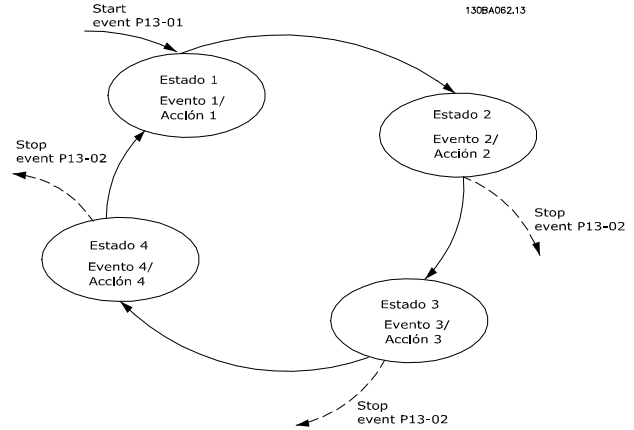 Start
event P13-01
130BA062.13
Estado 1
Evento 1/
Acción 1
Estado 2
Evento 2/
Acción 2
Stop
event P13-02
Stop
event P13-02
Estado 4
Evento 4/
Acción 4
Estado 3
Evento 3/
Acción 3
Stop
event P13-02